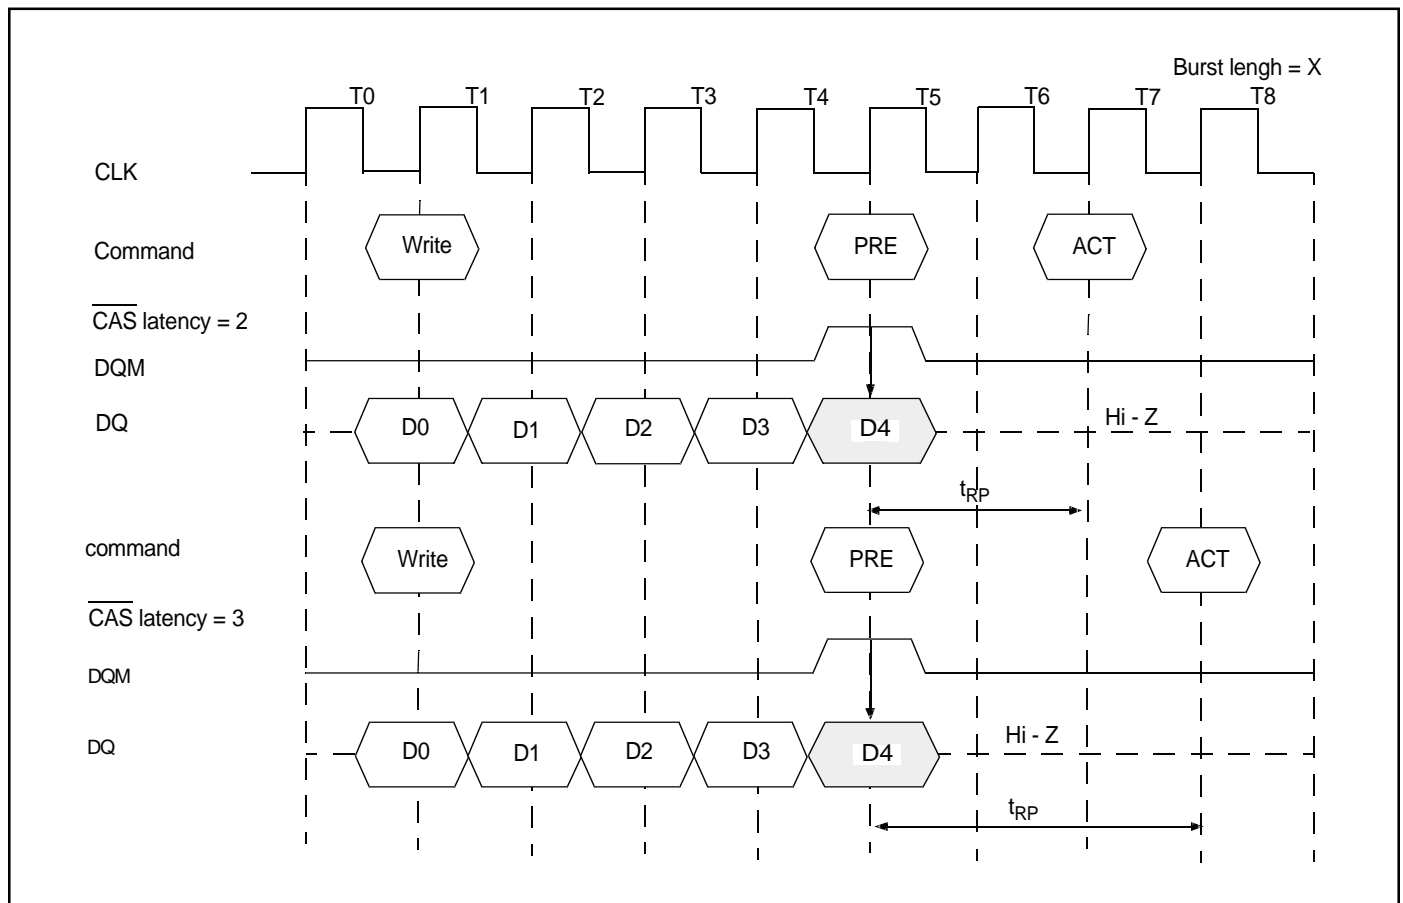 Burst lengh = X
T0 T1 T2 T3 T4 T5 T6 T7 T8
CLK
Command Write PRE ACT
CAS latency = 2
DQM
DQ D0 D1 D2 D3 D4 Hi - Z
tRP
command Write PRE ACT
CAS latency = 3
DQM
DQ D0 D1 D2 D3 D4 Hi - Z
tRP